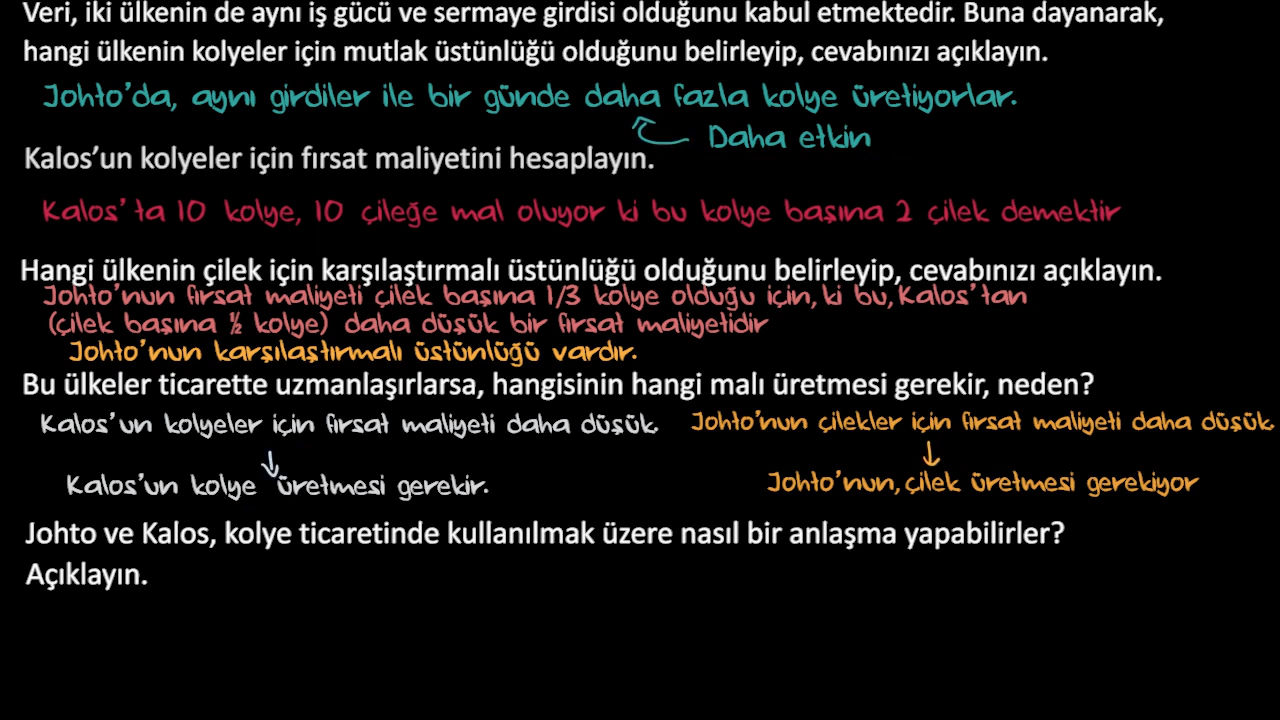 Veri, iki ülkenin de aynı iş gücü ve sermaye girdisi olduğunu kabul etmektedir. Buna dayanarak,
hangi ülkenin kolyeler için mutlak üstünlüğü olduğunu belirleyip, cevabınızı açıklayın.
Johto'da, aynı girdiler ile bir günde daha fazla kolye üretiyorlar.
Daha etkin
Kalos'un kolyeler için fırsat maliyetini hesaplayın.
Kalos'ta 10 kolye, 10 çileğe mal oluyor ki bu kolye başına 2 çilek demektir
Hangi ülkenin çilek için karşılaştırmalı üstünlüğü olduğunu belirleyip, cevabınızı açıklayın.
Johto'nun fırsat maliyeti çilek başına 1/3 kolye olduğu için, ki bu, Kalos'tan
(çilek başına ½ kolye) daha düşük bir fırsat maliyetidir
Johto'nun karşılaştırmalı üstünlüğü vardır.
Bu ülkeler ticarette uzmanlaşırlarsa, hangisinin hangi malı üretmesi gerekir, neden?
Kalos'un kolyeler için fırsat maliyeti daha düşük. Johto'nun çilekler için fırsat maliyeti daha düşük.
Kalos'un kolye üretmesi gerekir. Johto'nun, çilek üretmesi gerekiyor
Johto ve Kalos, kolye ticaretinde kullanılmak üzere nasıl bir anlaşma yapabilirler?
Açıklayın.